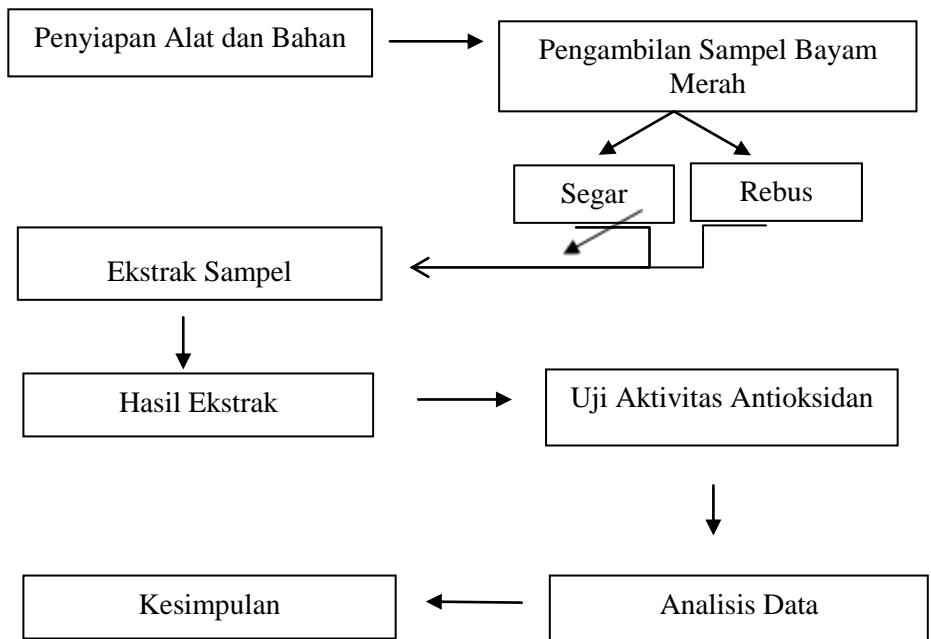 Penyiapan Alat dan Bahan
Pengambilan Sampel Bayam
Merah
Segar
Rebus
Ekstrak Sampel
Hasil Ekstrak
Uji Aktivitas Antioksidan
Analisis Data
Kesimpulan